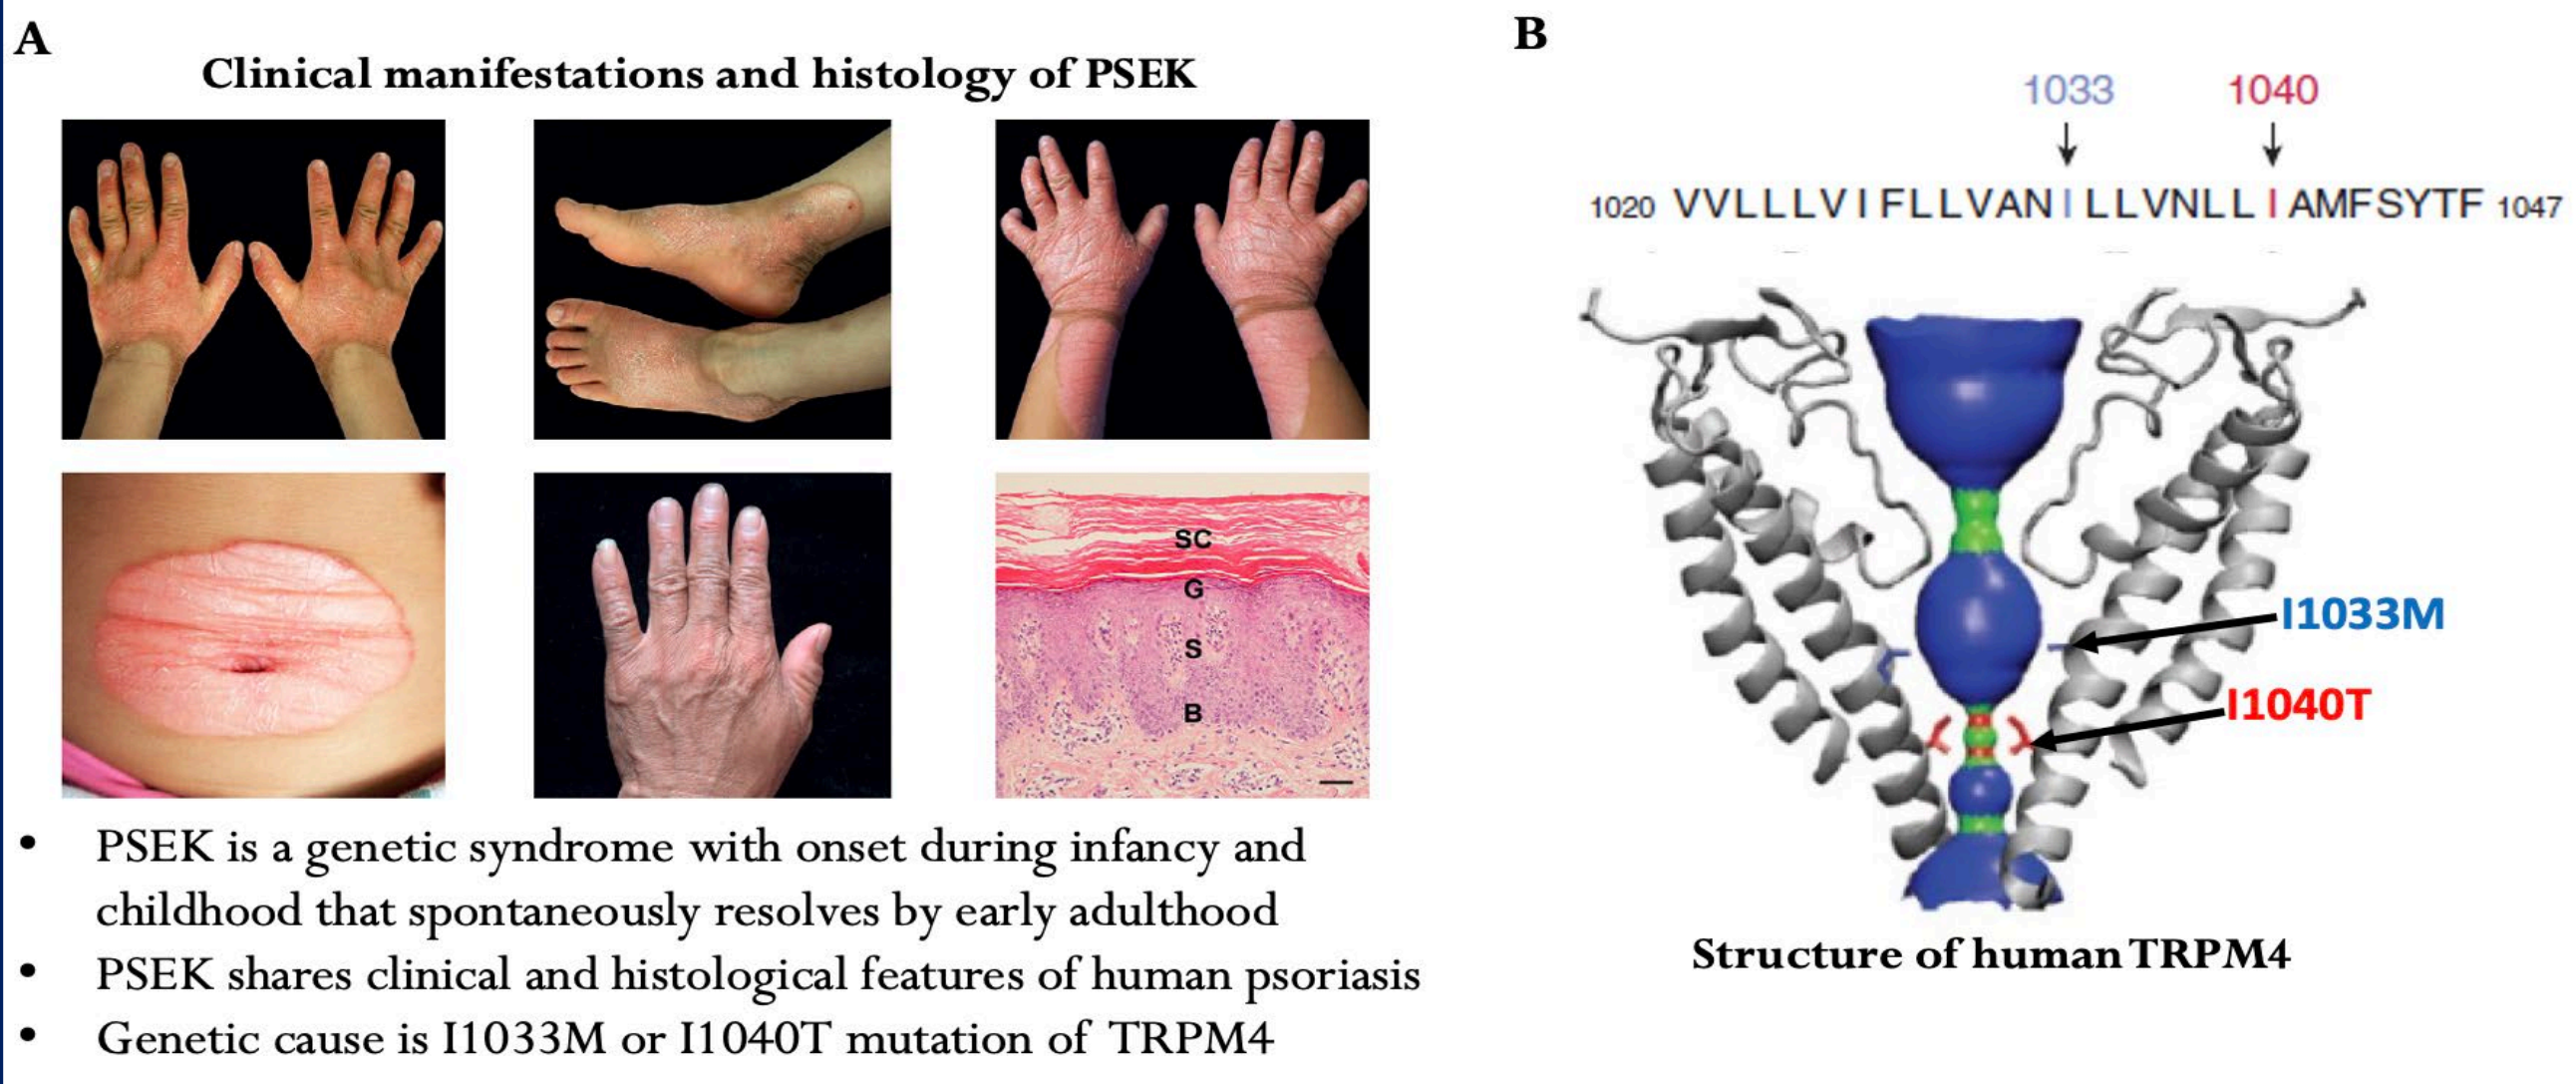 A
Clinical manifestations and histology of PSEK
SC
G
S
B
• PSEK is a genetic syndrome with onset during infancy and
childhood that spontaneously resolves by early adulthood
• PSEK shares clinical and histological features of human psoriasis
• Genetic cause is I1033M or I1040T mutation of TRPM4
B
1033 1040
1020 VVLLLVIFLLVANILLVNLLIAMFSYTF 1047
I1033M
I1040T
Structure of human TRPM4